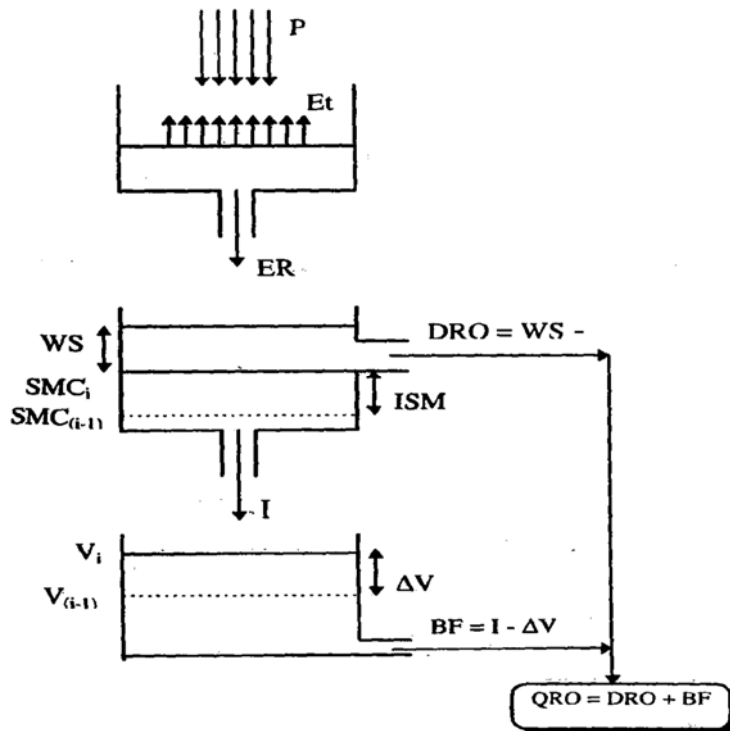 P
Et
ER
WS
DRO = WS -
SMCi
ISM
SMC(i-1)
I
Vi
ΔV
V(i-1)
BF = I - ΔV
QRO = DRO + BF